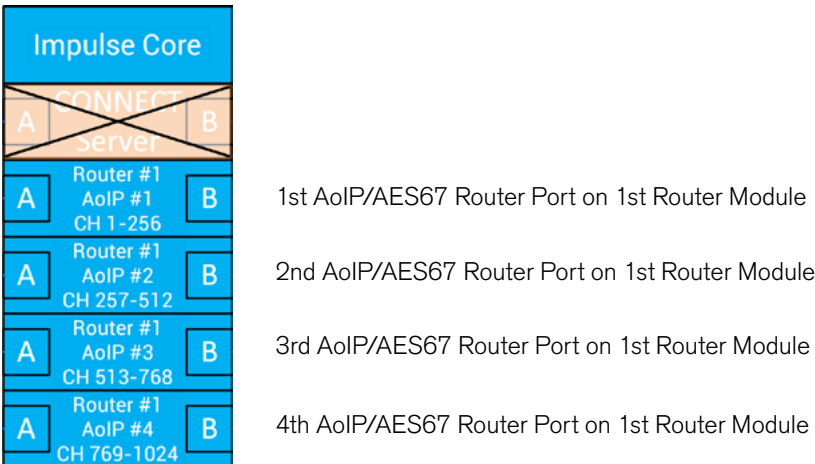 Impulse Core
CONNECT
A B
Server
Router #1
A AoIP #1 B 1st AoIP/AES67 Router Port on 1st Router Module
CH 1-256
Router #1
A AoIP #2 B 2nd AoIP/AES67 Router Port on 1st Router Module
CH 257-512
Router #1
A AoIP #3 B 3rd AoIP/AES67 Router Port on 1st Router Module
CH 513-768
Router #1
A AoIP #4 B 4th AoIP/AES67 Router Port on 1st Router Module
CH 769-1024